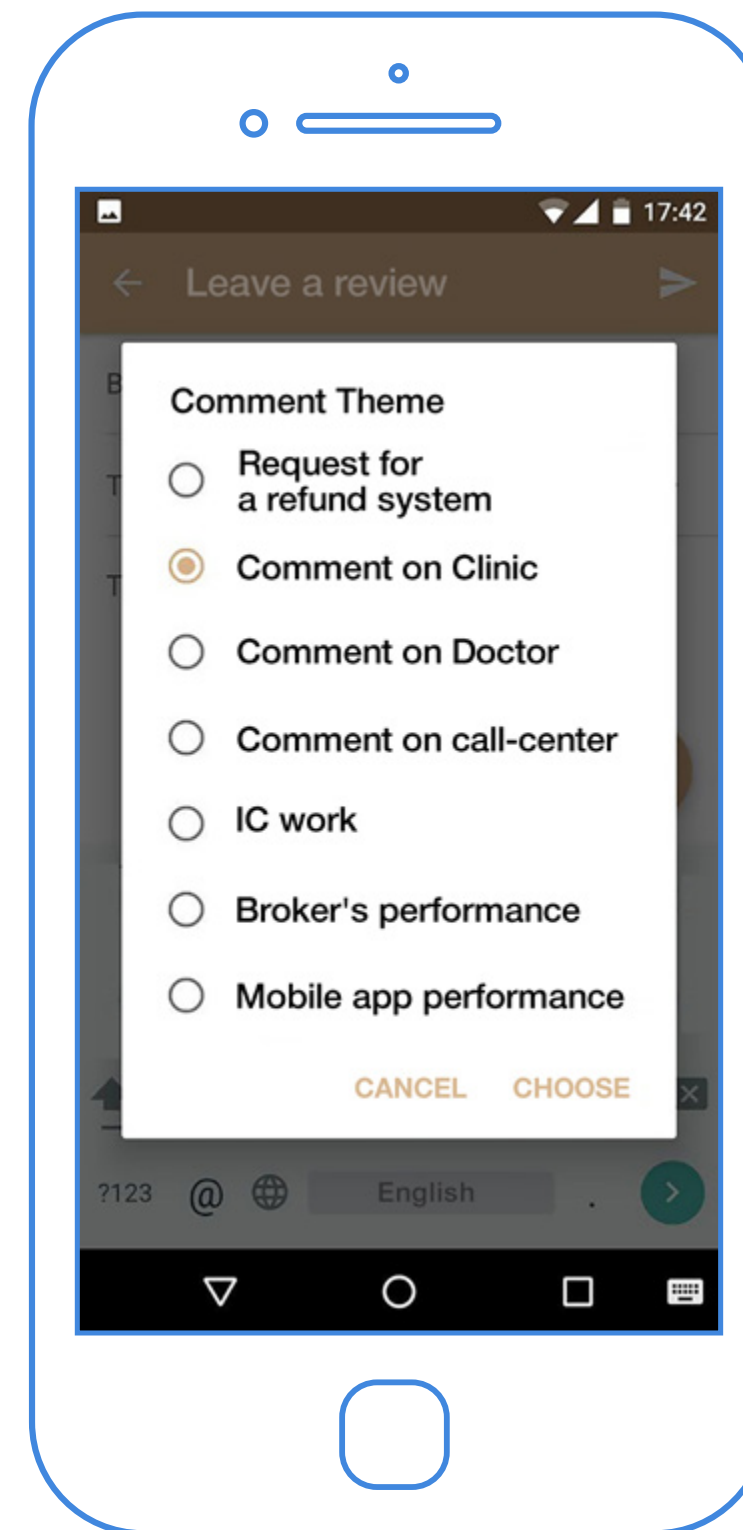 17:42
Leave a review
B
Comment Theme
T
Request for
a refund system
T
Comment on Clinic
Comment on Doctor
Comment on call-center
IC work
Broker's performance
Mobile app performance
CANCEL CHOOSE
?123 @ English .